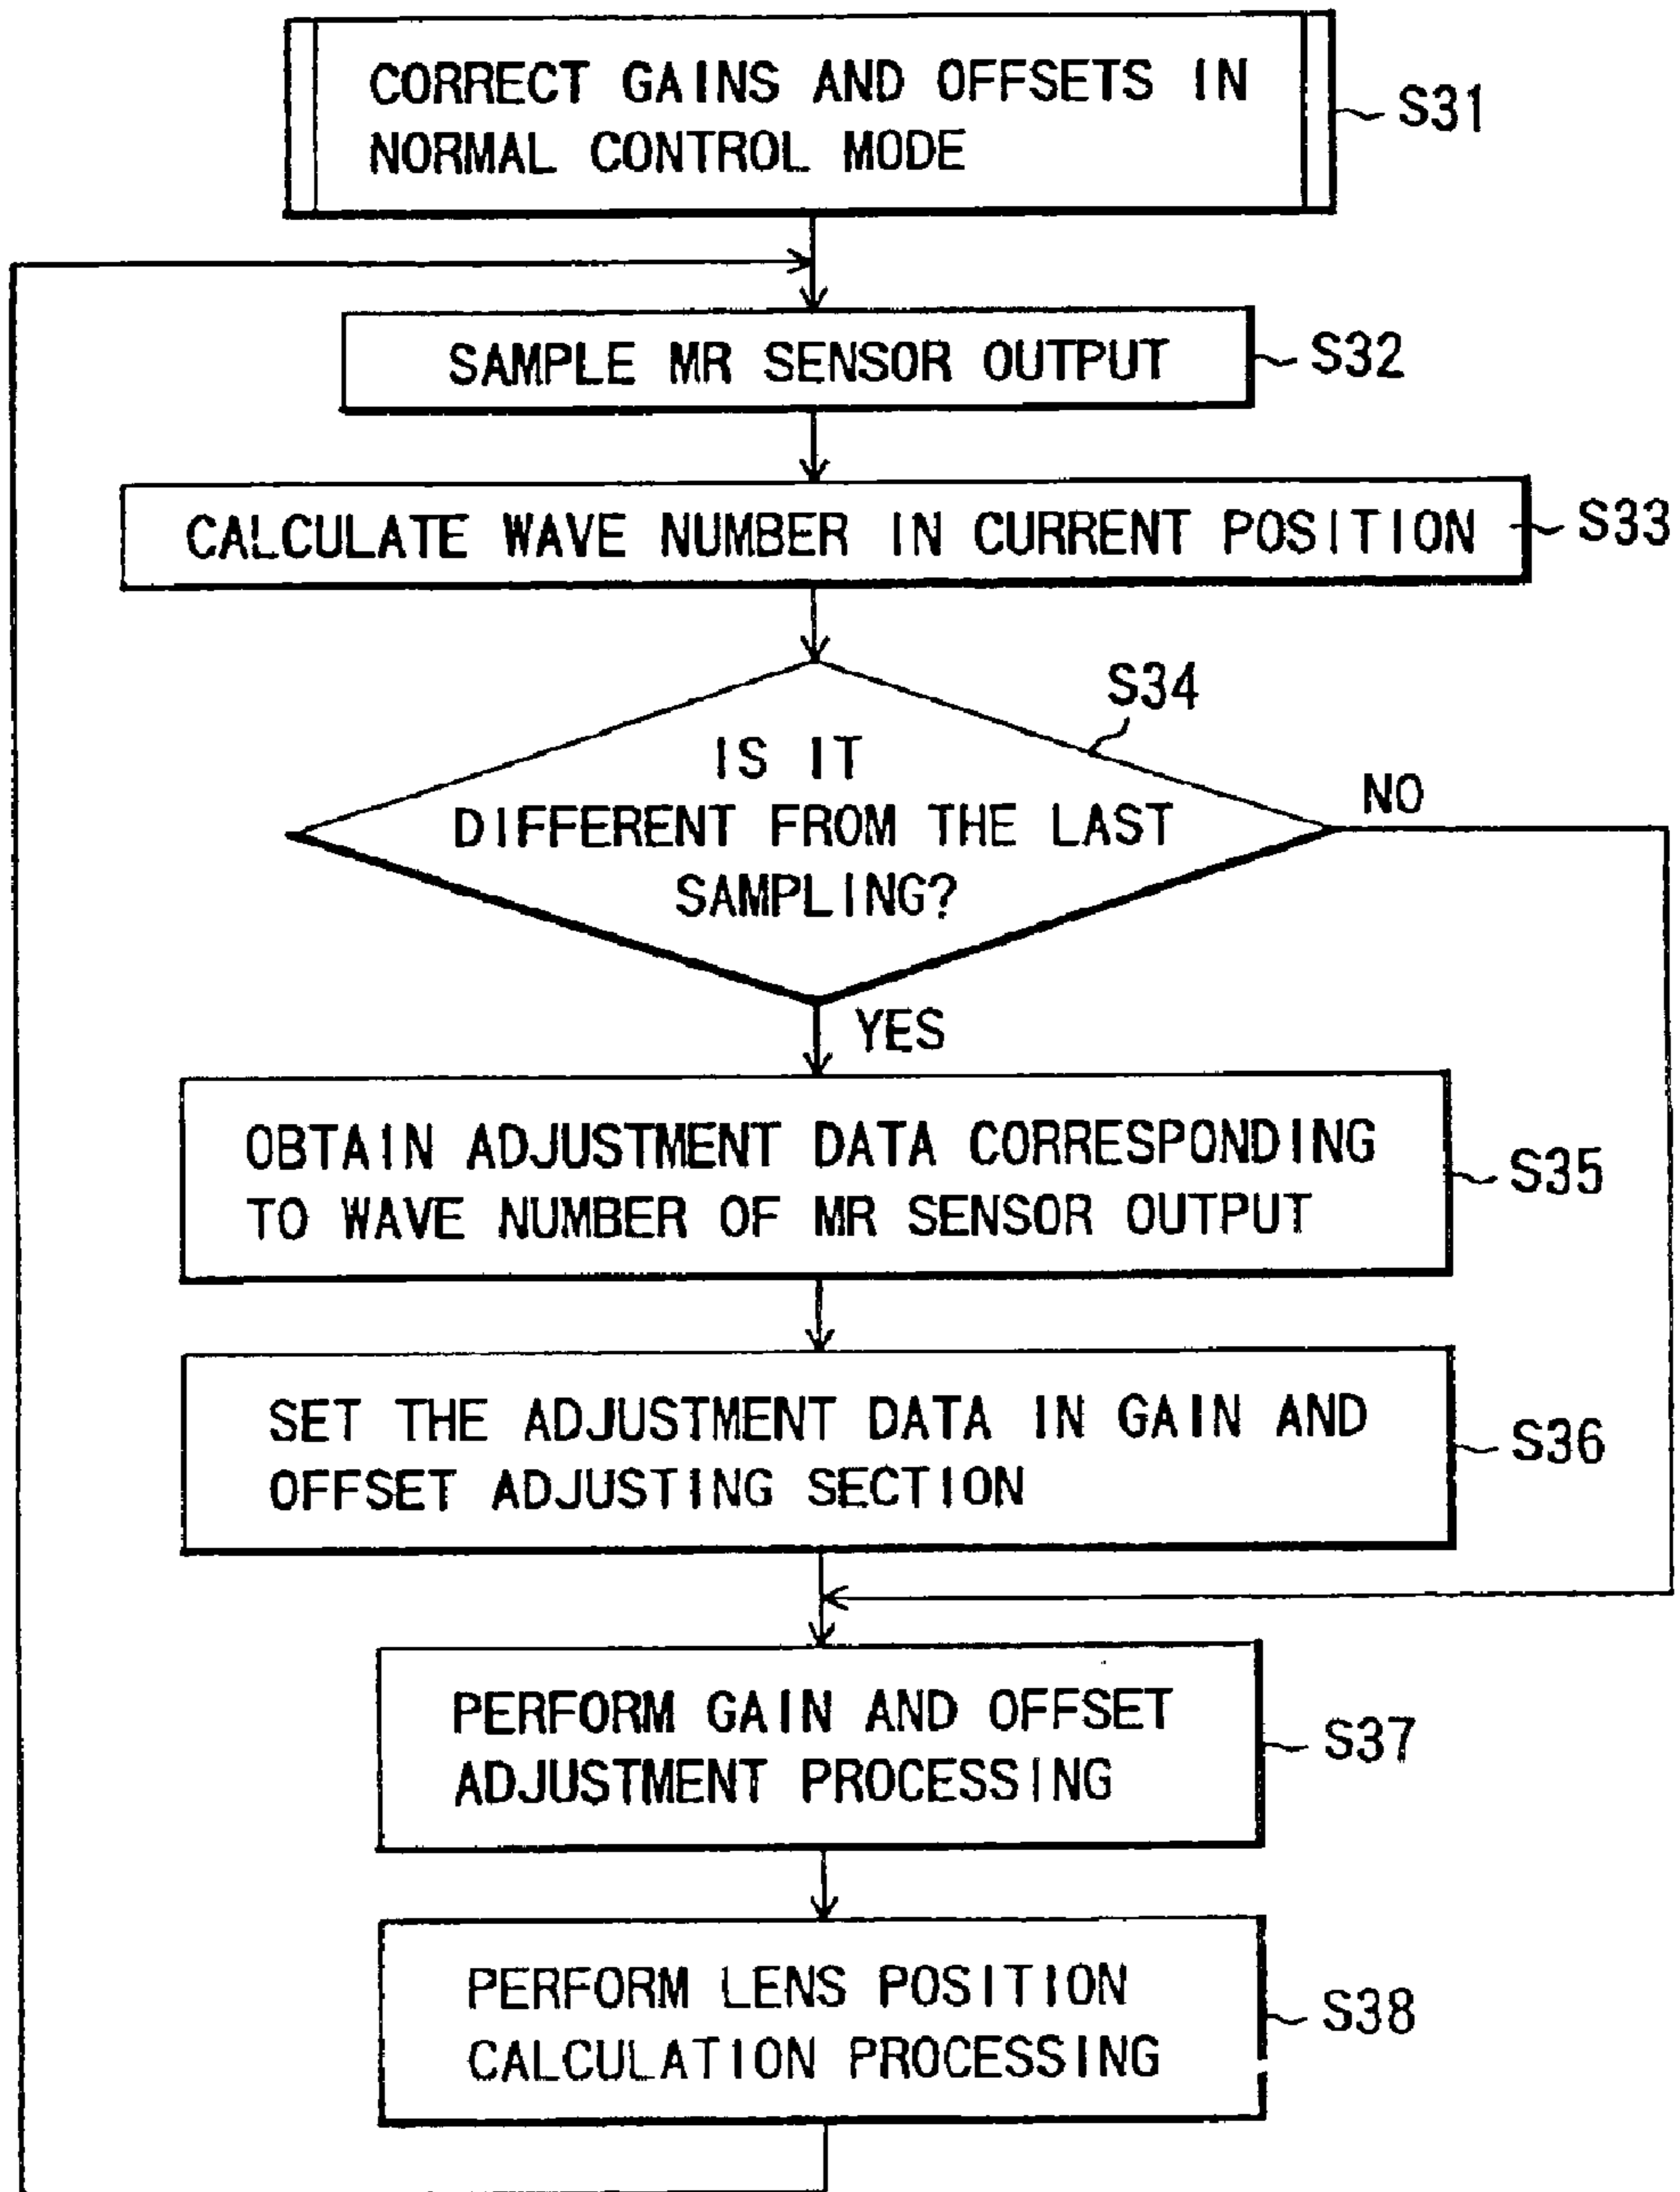 CORRECT GAINS AND OFFSETS IN
NORMAL CONTROL MODE
S31
SAMPLE MR SENSOR OUTPUT
S32
CALCULATE WAVE NUMBER IN CURRENT POSITION
S33
S34
IS IT
DIFFERENT FROM THE LAST
SAMPLING?
NO
YES
OBTAIN ADJUSTMENT DATA CORRESPONDING
TO WAVE NUMBER OF MR SENSOR OUTPUT
S35
SET THE ADJUSTMENT DATA IN GAIN AND
OFFSET ADJUSTING SECTION
S36
PERFORM GAIN AND OFFSET
ADJUSTMENT PROCESSING
S37
PERFORM LENS POSITION
CALCULATION PROCESSING
S38